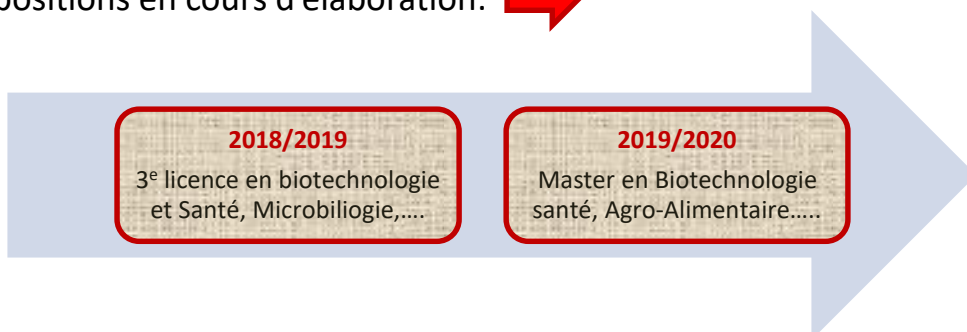 positions en cours d'élaboration.
2018/2019
3e licence en biotechnologie
et Santé, Microbiliogie,....
2019/2020
Master en Biotechnologie
santé, Agro-Alimentaire.....